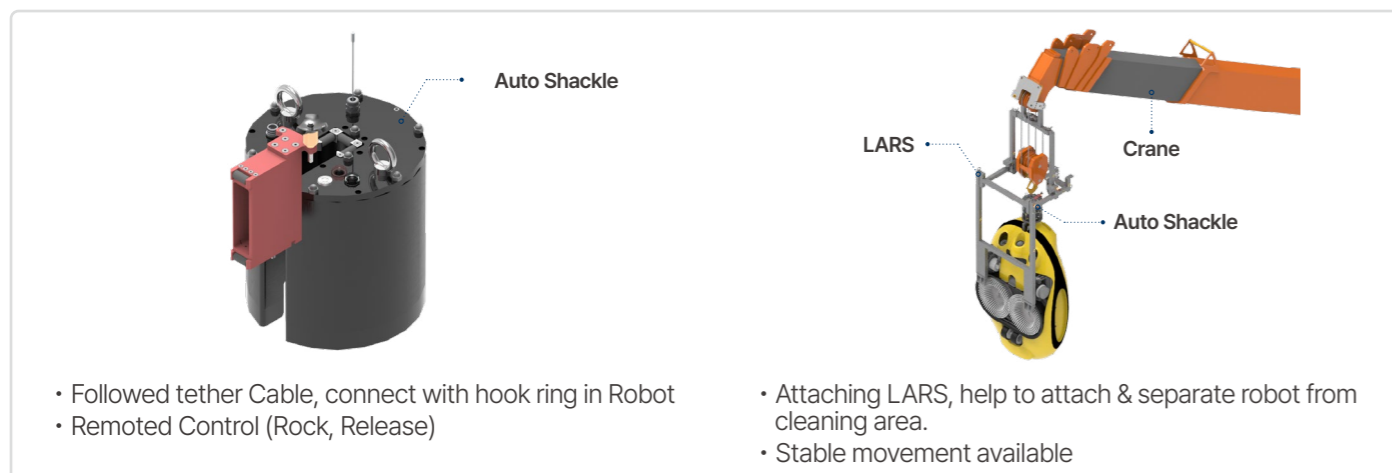 Auto Shackle
• Followed tether Cable, connect with hook ring in Robot
• Remoted Control (Rock, Release)
LARS
Crane
Auto Shackle
• Attaching LARS, help to attach & separate robot from
cleaning area.
• Stable movement available